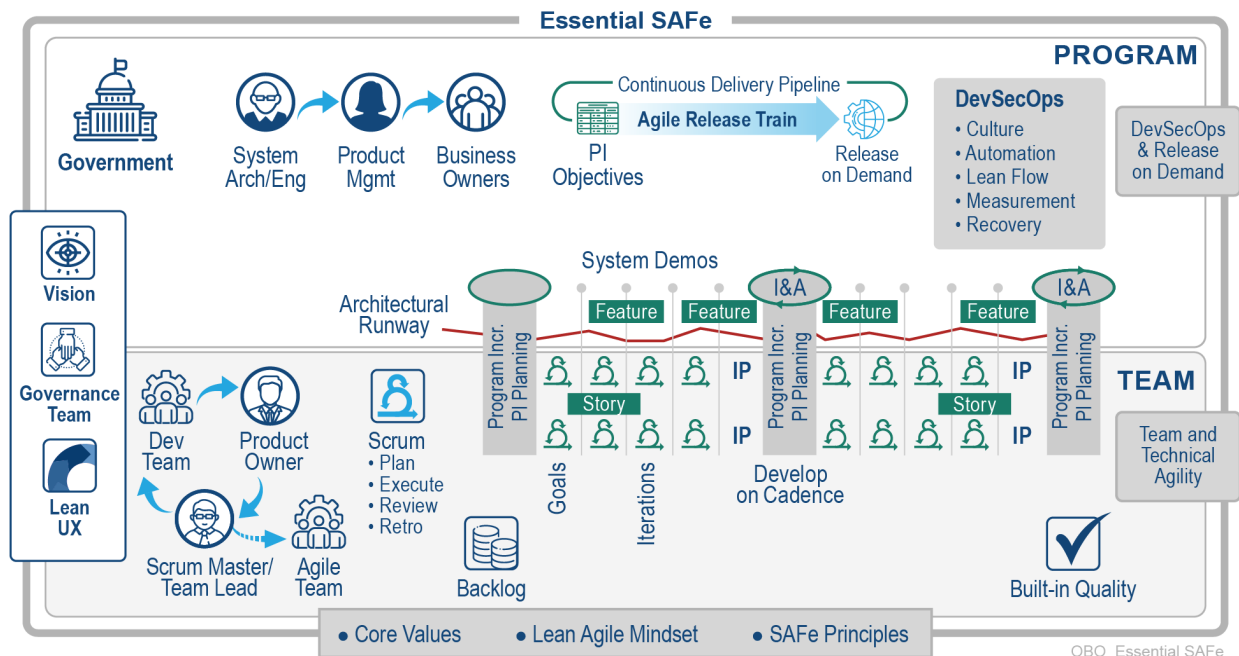 Essential SAFe
PROGRAM
Government
System
Arch/Eng
Product
Mgmt
Business
Owners
Continuous Delivery Pipeline
Agile Release Train
PI
Objectives
Release
on Demand
DevSecOps
• Culture
• Automation
• Lean Flow
• Measurement
• Recovery
DevSecOps
& Release
on Demand
Vision
Governance
Team
Lean
UX
System Demos
Architectural
Runway
Feature
Feature
Feature
Feature
I&A
I&A
Program Incr.
PI Planning
Program Incr.
PI Planning
Program Incr.
PI Planning
TEAM
IP
IP
Story
Story
IP
IP
Dev
Team
Product
Owner
Scrum Master/
Team Lead
Agile
Team
Scrum
• Plan
• Execute
• Review
• Retro
Goals
Iterations
Develop
on Cadence
Backlog
Team and
Technical
Agility
Built-in Quality
● Core Values
● Lean Agile Mindset
● SAFe Principles
OBO_Essential SAFe